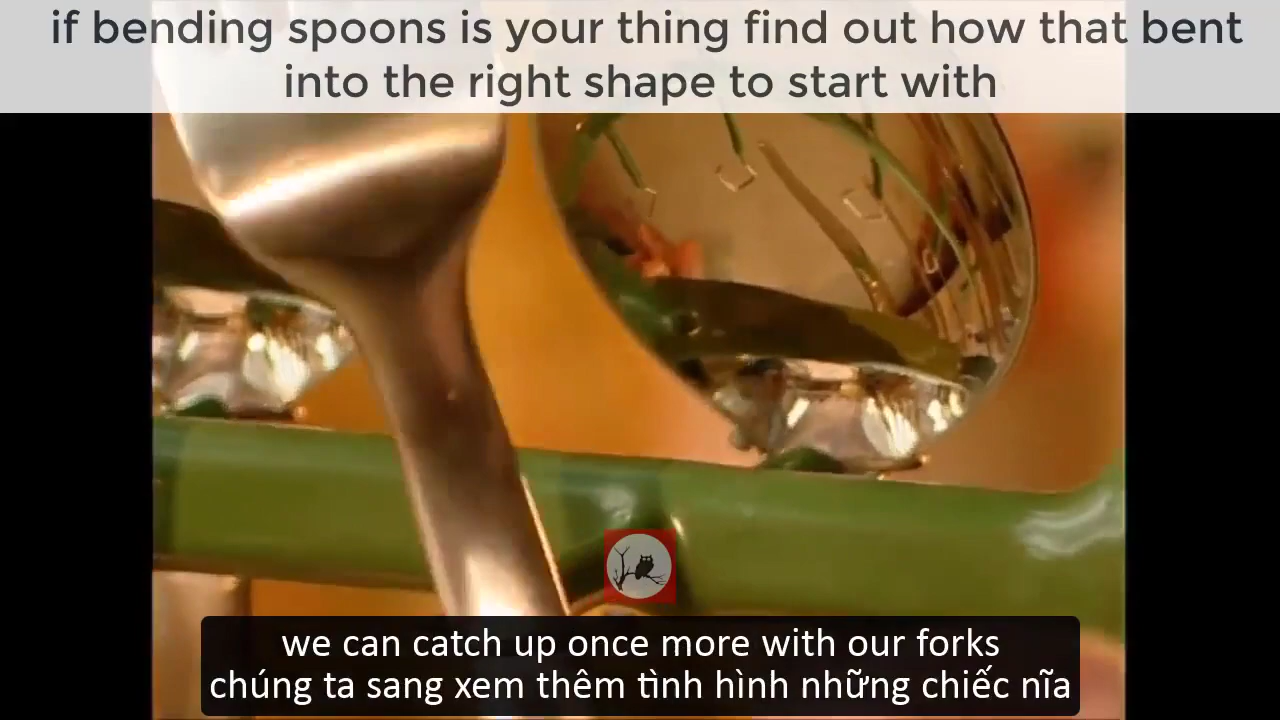 if bending spoons is your thing find out how that bent
into the right shape to start with
we can catch up once more with our forks
chúng ta sang xem thêm tình hình những chiếc nĩa